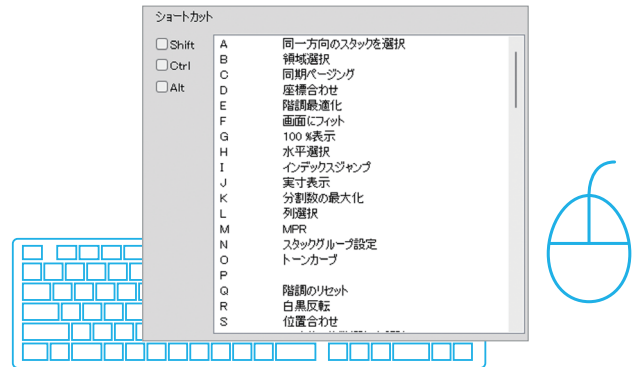 ショートカット
Shift
Ctrl
Alt
A 同一方向のスタックを選択
B 領域選択
C 同期ページング
D 座標合わせ
E 階調最適化
F 画面にフィット
G 100 %表示
H 水平選択
I インデックスジャンプ
J 実寸表示
K 分割数の最大化
L 列選択
M MPR
N スタックグループ設定
O トーンカーブ
P
Q 階調のリセット
R 白黒反転
S 位置合わせ